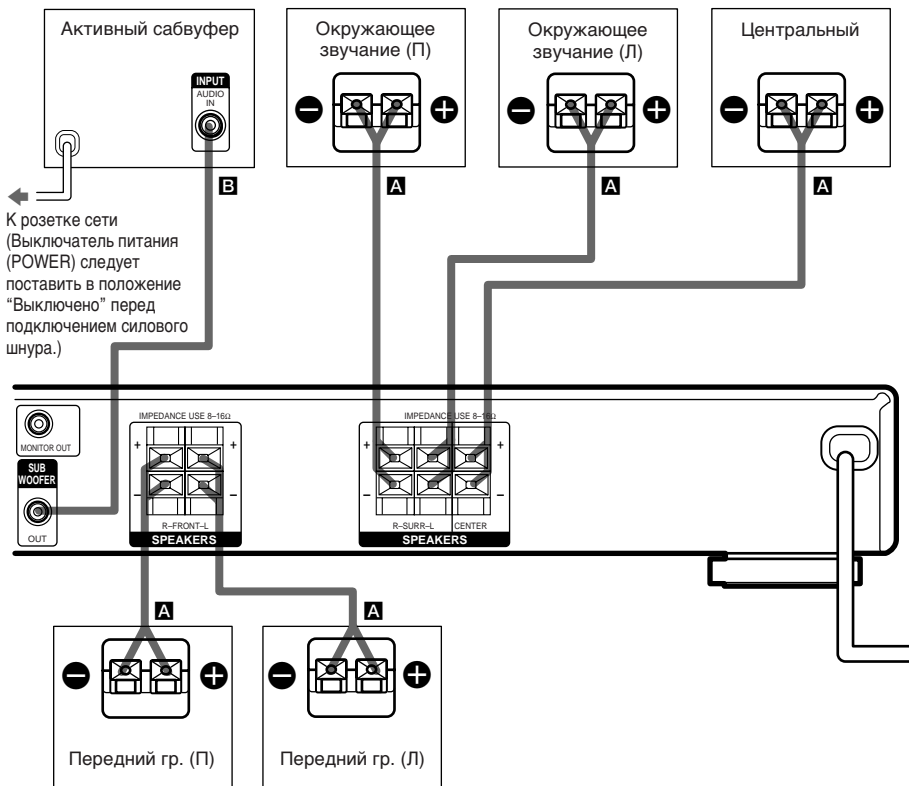 Активный сабвуфер
INPUT
AUDIO
IN
Окружающее
звучание (П)
− +
Окружающее
звучание (Л)
− +
Центральный
− +
B
A
A
A
К розетке сети
(Выключатель питания
(POWER) следует
поставить в положение
“Выключено” перед
подключением силового
шнура.)
MONITOR OUT
SUB
WOOFER
OUT
IMPEDANCE USE 8–16Ω
+ +
− −
R–FRONT–L
SPEAKERS
IMPEDANCE USE 8–16Ω
+ +
− −
R–SURR–L CENTER
SPEAKERS
A
A
− +
Передний гр. (П)
− +
Передний гр. (Л)